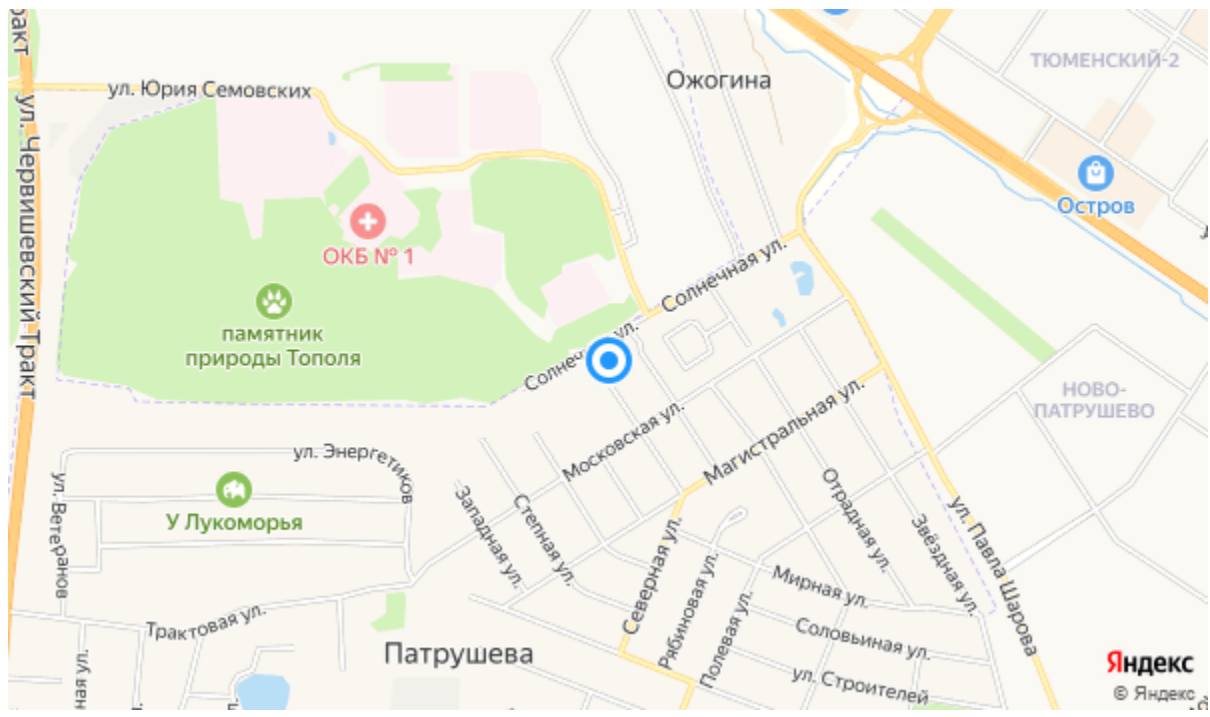 ракт
ул. Червишевский Тракт
ул. Юрия Семовских
Ожогина
ТЮМЕНСКИЙ-2
Остров
ОКБ № 1
памятник
природы Тополя
Солнечная ул.
Солнечная ул.
НОВО-
ПАТРУШЕВО
Московская ул.
Магистральная ул.
ул. Энергетиков
ул. Ветеранов
У Лукоморья
Западная ул.
Степная ул.
Отрадная ул.
Звёздная ул.
ул. Павла Шарова
Северная ул.
Рябиновая ул.
Полевая ул.
Мирная ул.
Соловьиная ул.
ул. Строителей
Трактовая ул.
Патрушева
ная ул.
Яндекс
© Яндекс